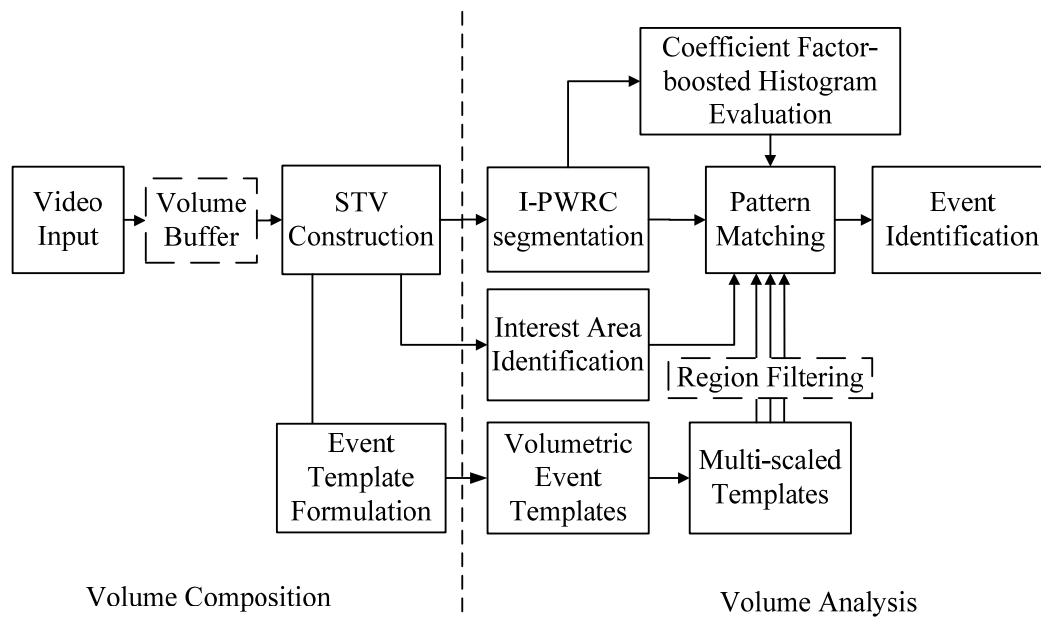 Coefficient Factor-
boosted Histogram
Evaluation
Video
Input
Volume
Buffer
STV
Construction
I-PWRC
segmentation
Pattern
Matching
Event
Identification
Interest Area
Identification
Region Filtering
Event
Template
Formulation
Volumetric
Event
Templates
Multi-scaled
Templates
Volume Composition
Volume Analysis